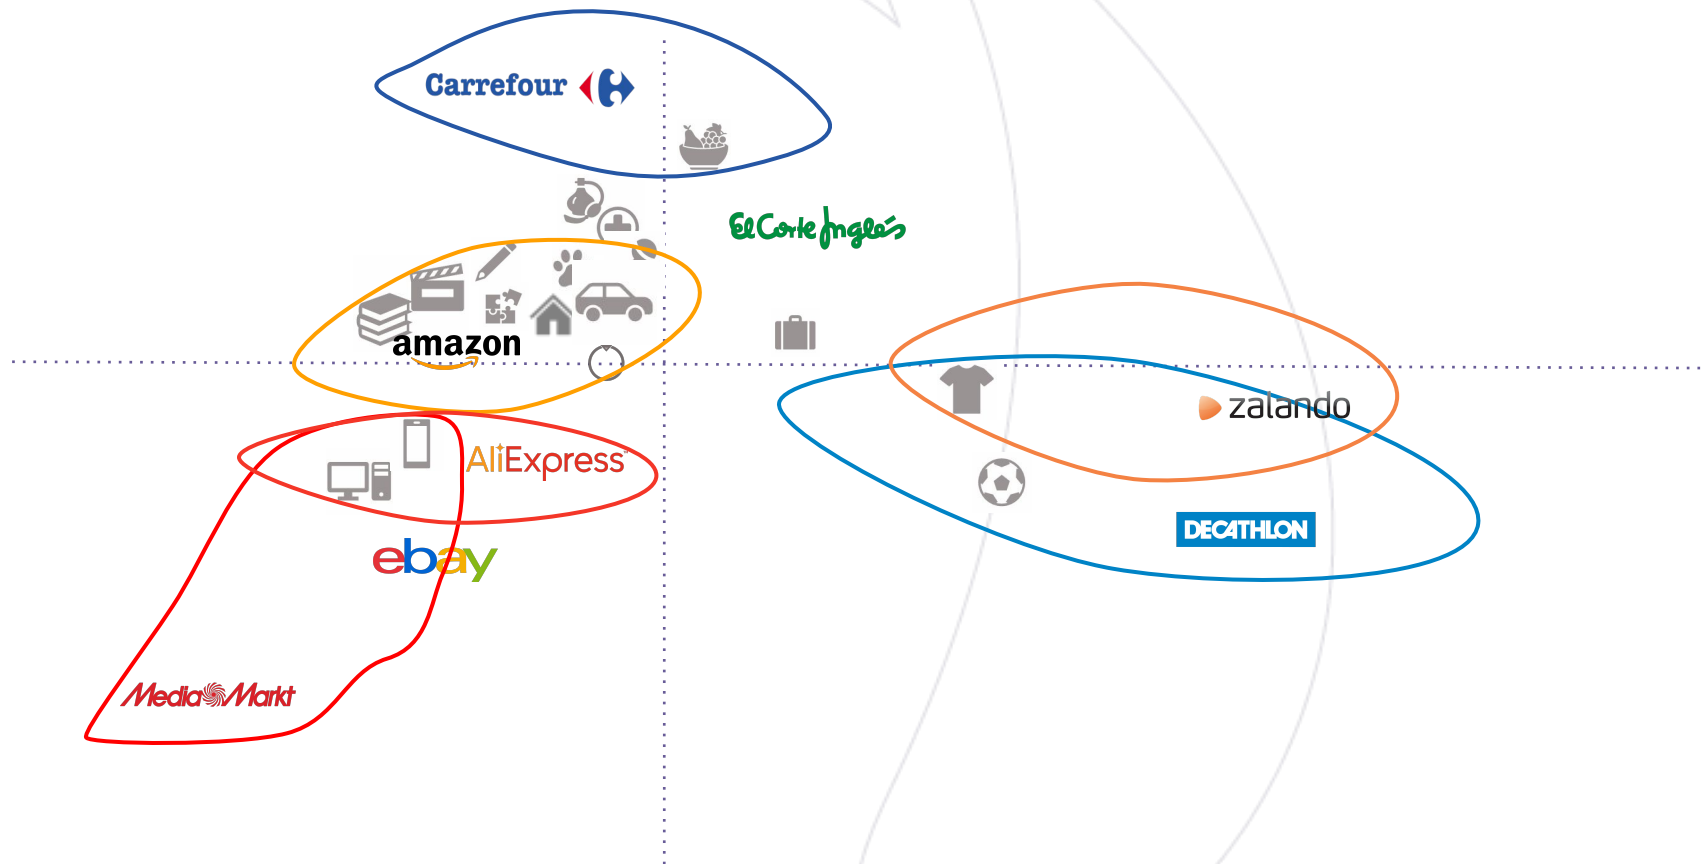 Carrefour
El Corte Inglés
amazon
zalando
AliExpress
DECATHLON
ebay
MediaMarkt